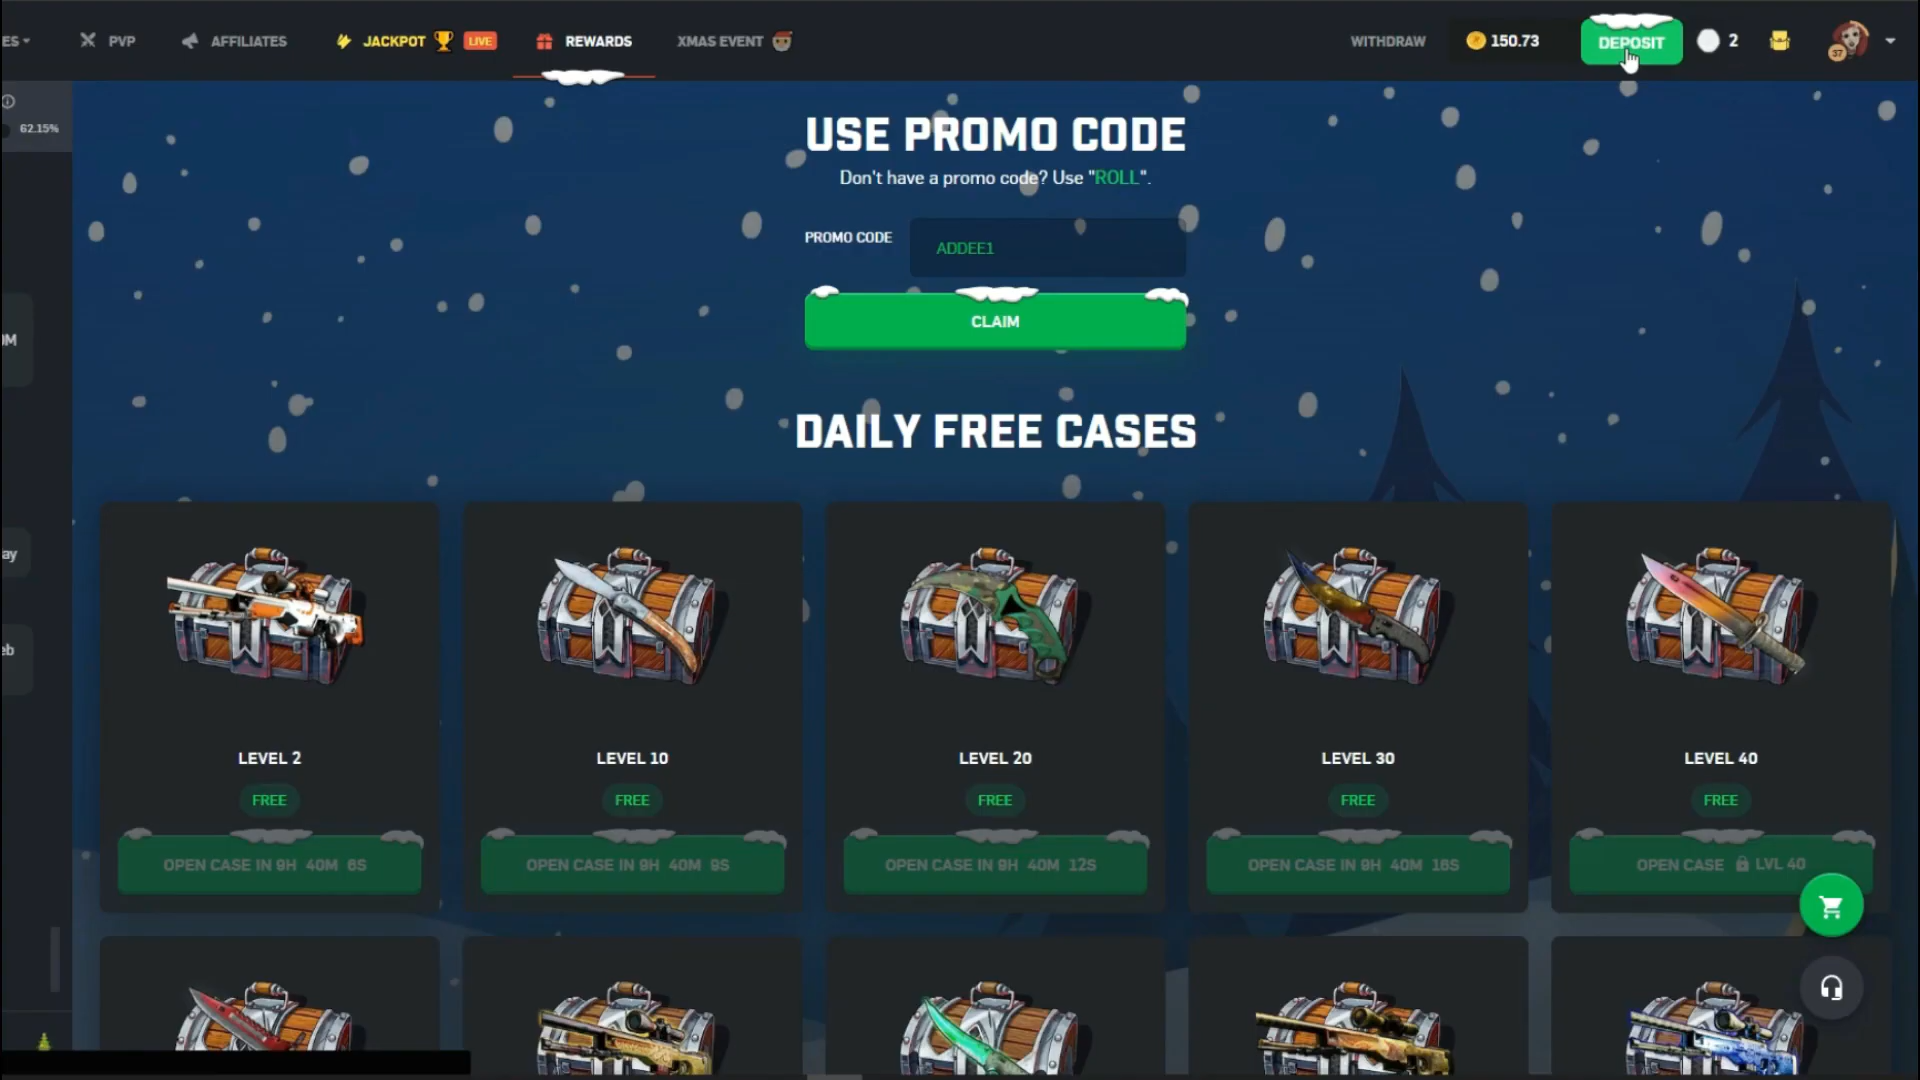 ES
PVP
AFFILIATES
JACKPOT
LIVE
REWARDS
XMAS EVENT
WITHDRAW
150.73
DEPOSIT
2
37
62.15%
USE PROMO CODE
Don't have a promo code? Use "ROLL".
PROMO CODE
ADDEE1
CLAIM
DAILY FREE CASES
ay
eb
LEVEL 2
LEVEL 10
LEVEL 20
LEVEL 30
LEVEL 40
FREE
FREE
FREE
FREE
FREE
OPEN CASE IN 9H 40M 6S
OPEN CASE IN 9H 40M 9S
OPEN CASE IN 9H 40M 12S
OPEN CASE IN 9H 40M 16S
OPEN CASE LVL 40